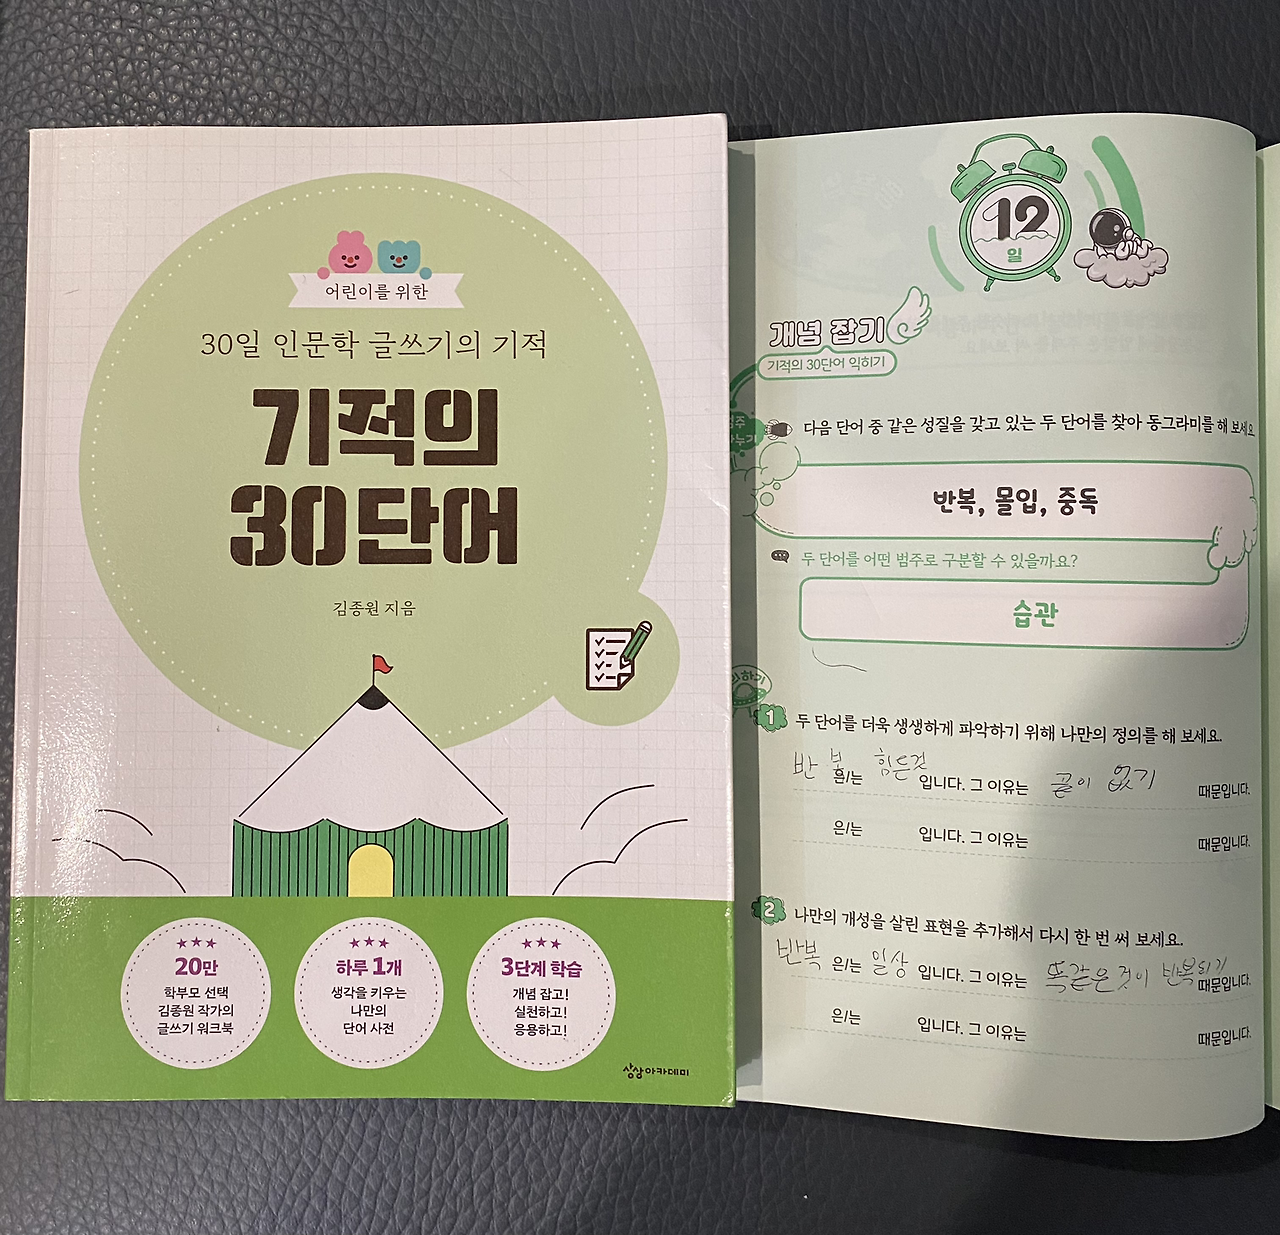 어린이를 위한
30일 인문학 글쓰기의 기적
기적의
30단어
김종원 지음
★★★
20만
학부모 선택
김종원 작가의
글쓰기 워크북
★★★
하루 1개
생각을 키우는
나만의
단어 사전
★★★
3단계 학습
개념 잡고!
실천하고!
응용하고!
상상아카데미
12
일
개념 잡기
기적의 30단어 익히기
다음 단어 중 같은 성질을 갖고 있는 두 단어를 찾아 동그라미를 해 보세요
반복, 몰입, 중독
두 단어를 어떤 범주로 구분할 수 있을까요?
습관
1 두 단어를 더욱 생생하게 파악하기 위해 나만의 정의를 해 보세요.
반복 은/는 힘든것 입니다. 그 이유는 끝이 없기 때문입니다.
은/는 입니다. 그 이유는 때문입니다.
2 나만의 개성을 살린 표현을 추가해서 다시 한 번 써 보세요.
반복 은/는 일상 입니다. 그 이유는 똑같은것이 반복되기 때문입니다.
은/는 입니다. 그 이유는 때문입니다.